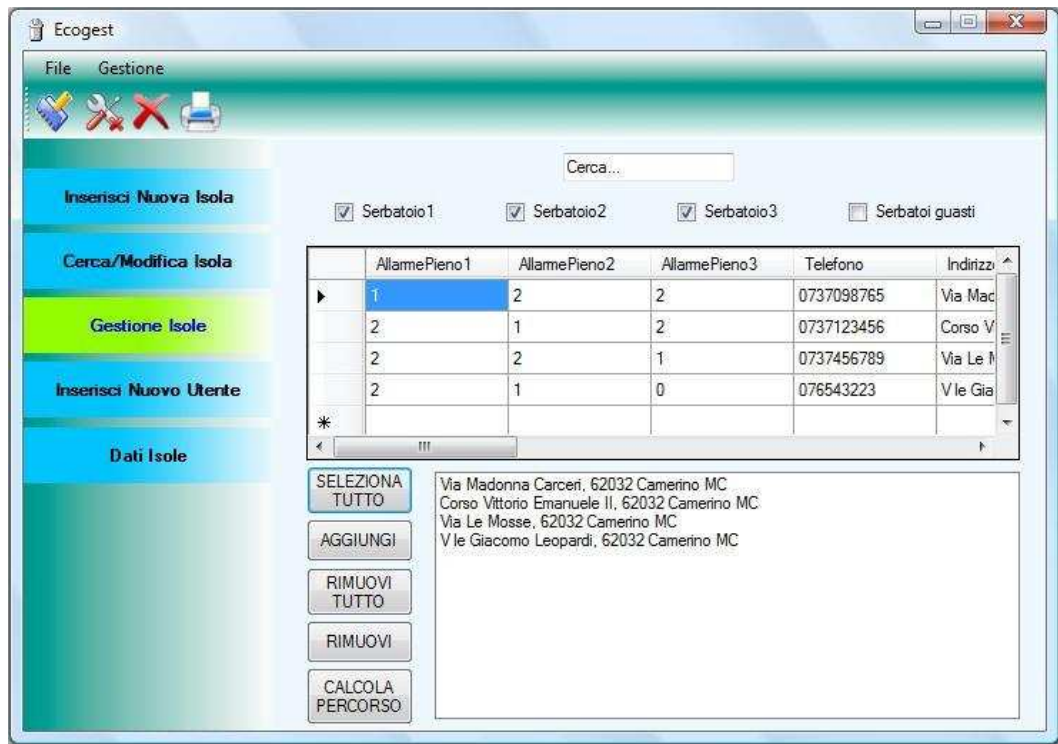 Ecogest
File Gestione
Inserisci Nuova Isola
Cerca/Modifica Isola
Gestione Isole
Inserisci Nuovo Utente
Dati Isole
Cerca...
Serbatoio1 Serbatoio2 Serbatoio3 Serbatoi guasti
AllarmePieno1 AllarmePieno2 AllarmePieno3 Telefono Indirizz
1 2 2 0737098765 Via Mad
2 1 2 0737123456 Corso V
2 2 1 0737456789 Via Le M
2 1 0 076543223 V le Gia
SELEZIONA
TUTTO
AGGIUNGI
RIMUOVI
TUTTO
RIMUOVI
CALCOLA
PERCORSO
Via Madonna Carceri, 62032 Camerino MC
Corso Vittorio Emanuele II, 62032 Camerino MC
Via Le Mosse, 62032 Camerino MC
V le Giacomo Leopardi, 62032 Camerino MC